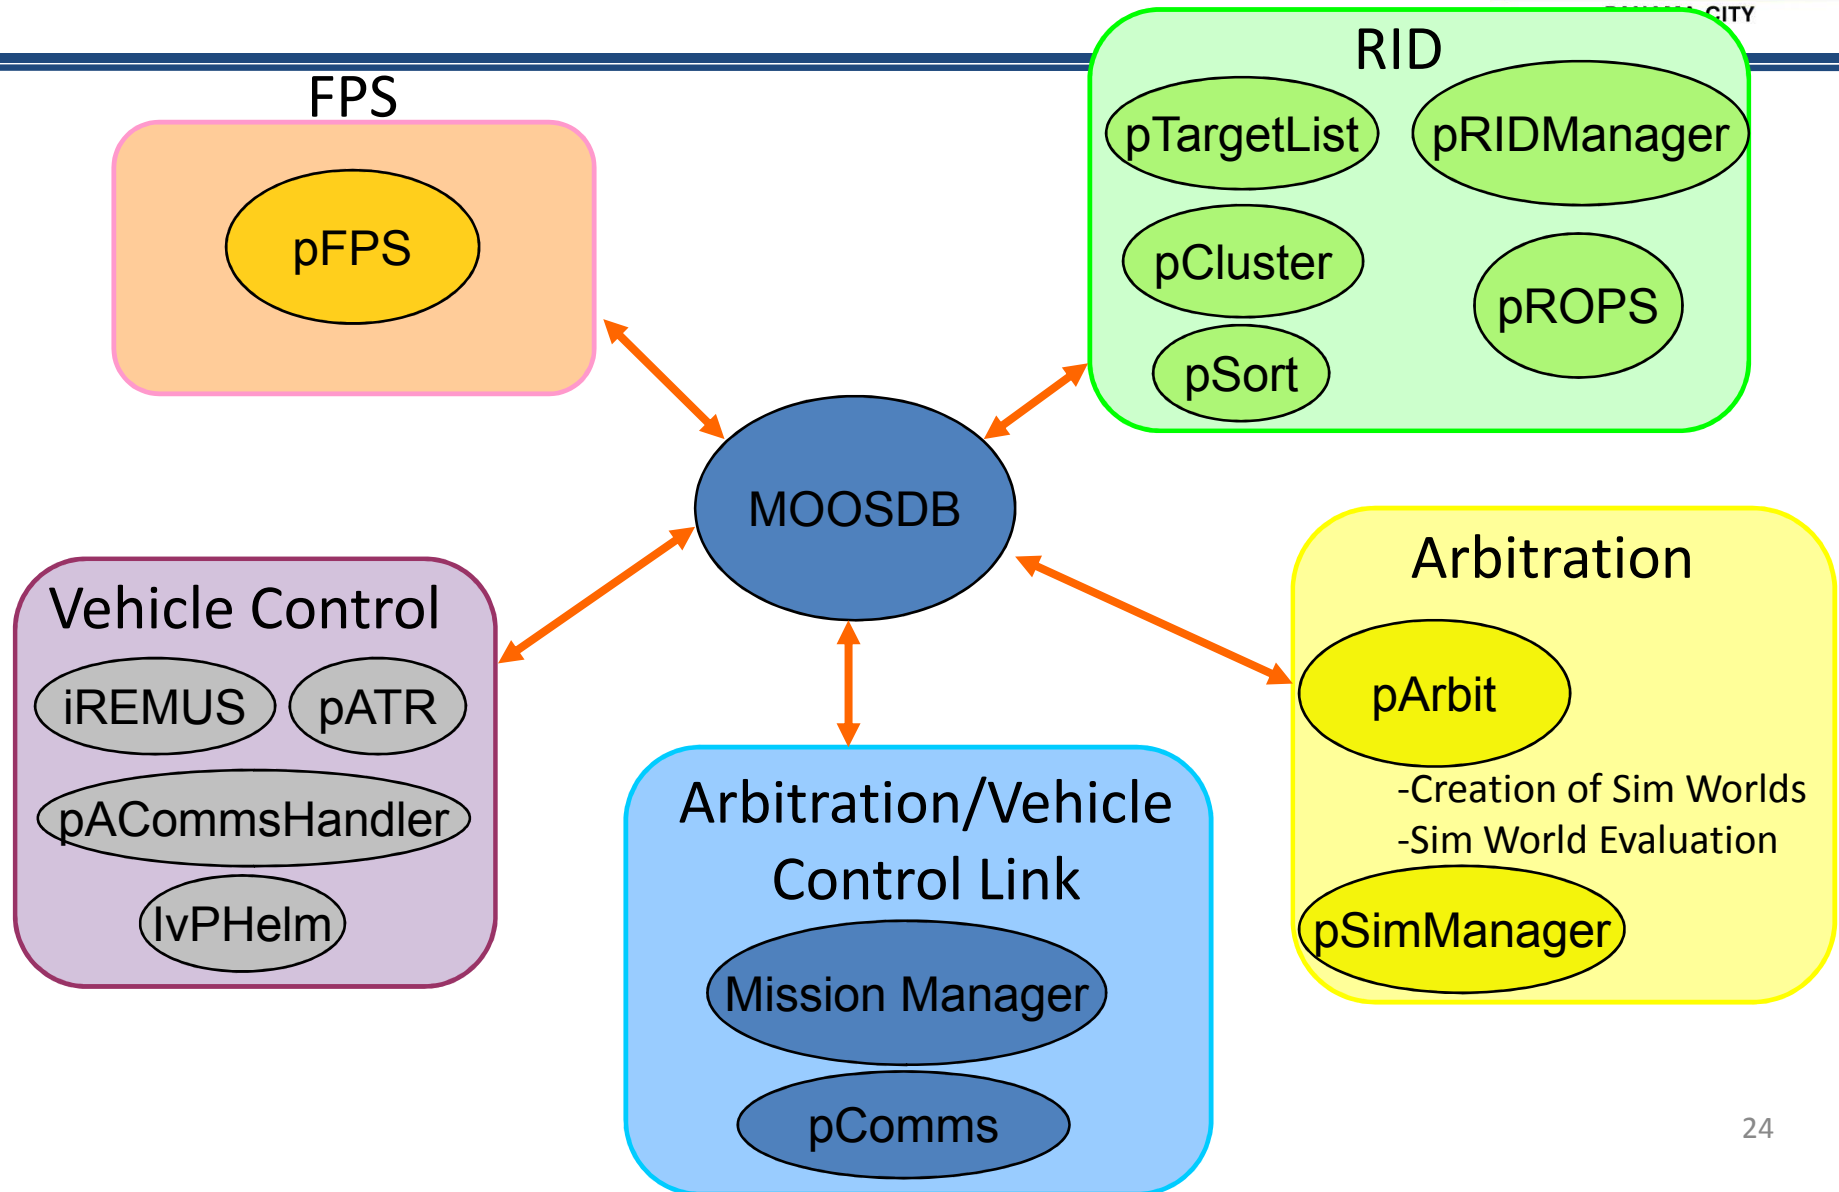 CITY
RID
FPS
pTargetList
pRIDManager
pFPS
pCluster
pROPS
pSort
MOOSDB
Arbitration
Vehicle Control
pArbit
iREMUS
pATR
-Creation of Sim Worlds
Arbitration/Vehicle
Control Link
pACommsHandler
-Sim World Evaluation
IvPHelm
pSimManager
Mission Manager
pComms
24